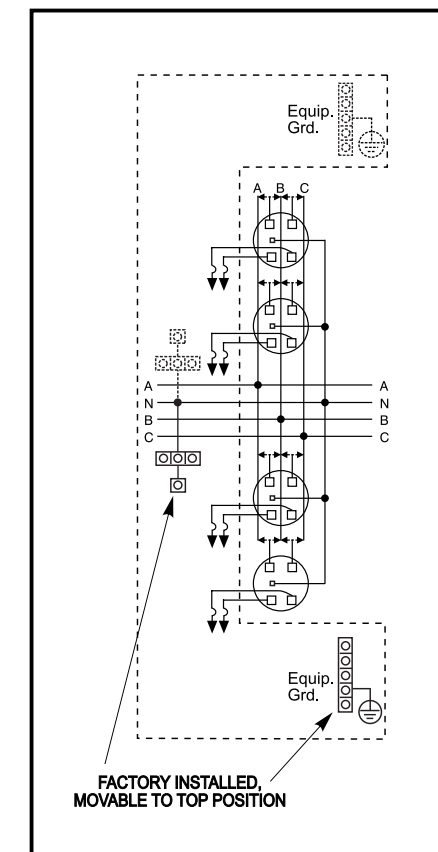 Equip.
Grd.
A B C
A A
N N
B B
C C
Equip.
Grd.
FACTORY INSTALLED,
MOVABLE TO TOP POSITION